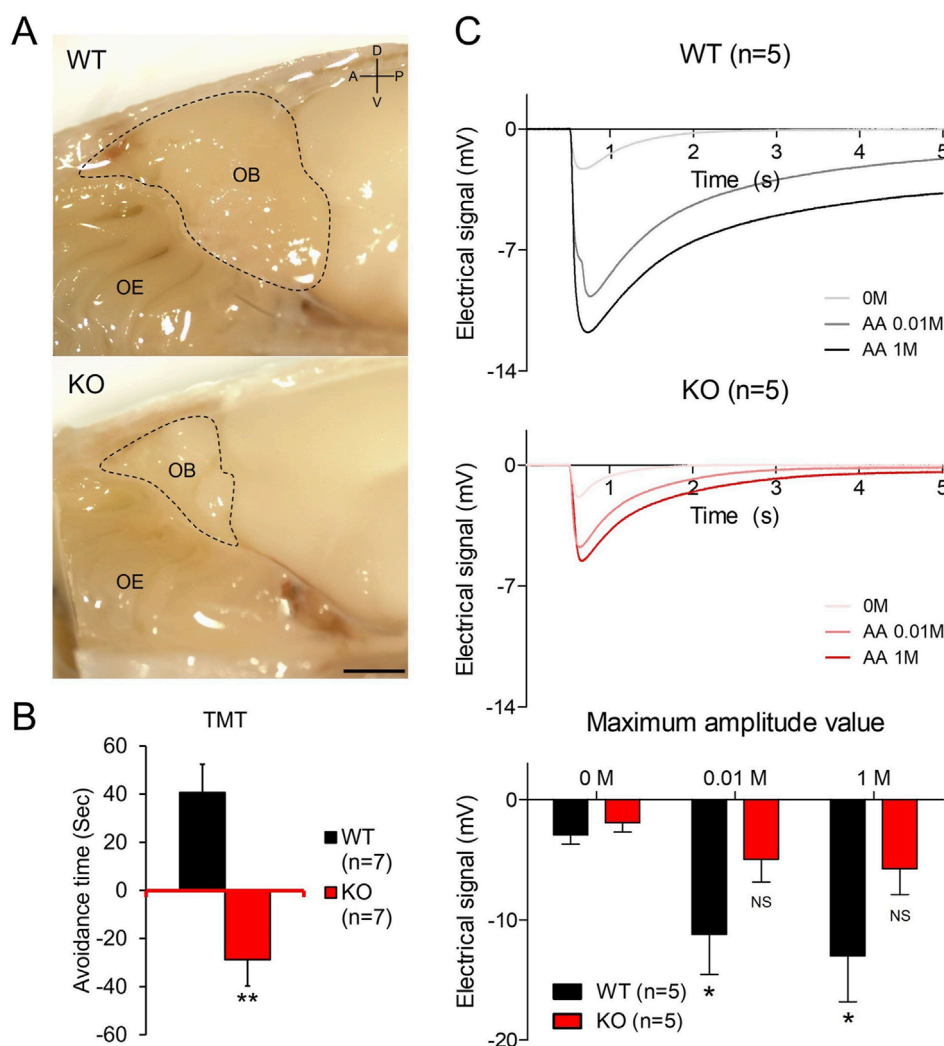 A
WT
D
A P
V
OB
OE
KO
OB
OE
B
TMT
Avoidance time (Sec)
60
40
20
0
-20
-40
-60
**
WT
(n=7)
KO
(n=7)
C
WT (n=5)
Electrical signal (mV)
0
-7
-14
1 2 3 4 5
Time (s)
0M
AA 0.01M
AA 1M
KO (n=5)
Electrical signal (mV)
0
-7
-14
1 2 3 4 5
Time (s)
0M
AA 0.01M
AA 1M
Maximum amplitude value
Electrical signal (mV)
0
-10
-20
0 M 0.01 M 1 M
NS NS
* *
WT (n=5)
KO (n=5)